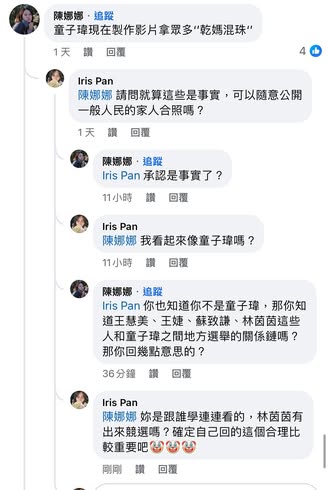 陳娜娜・追蹤
童子瑋現在製作影片拿眾多‘’乾媽混珠‘’
1天 讚 回覆 4
Iris Pan
陳娜娜 請問就算這些是事實，可以隨意公開
一般人民的家人合照嗎？
1天 讚 回覆
陳娜娜・追蹤
Iris Pan 承認是事實了？
11小時 讚 回覆
Iris Pan
陳娜娜 我看起來像童子瑋嗎？
11小時 讚 回覆
陳娜娜・追蹤
Iris Pan 你也知道你不是童子瑋，那你知
道王慧美、王婕、蘇致謙、林茵茵這些
人和童子瑋之間地方選舉的關係鏈嗎？
那你回幾點意思的？
36分鐘 讚 回覆
Iris Pan
陳娜娜 妳是跟誰學連連看的，林茵茵有
出來競選嗎？確定自己回的這個合理比
較重要吧🤡🤡🤡
剛剛 讚 回覆